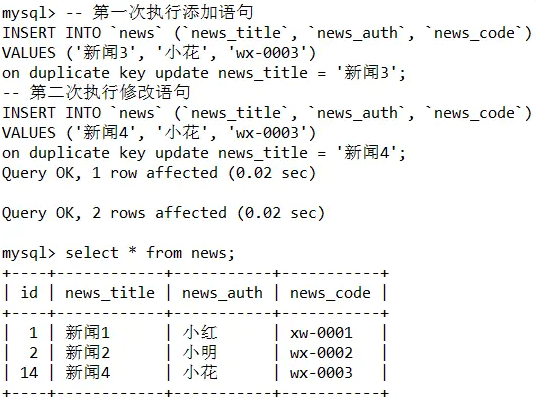 mysql> -- 第一次执行添加语句
INSERT INTO `news` (`news_title`, `news_auth`, `news_code`)
VALUES ('新闻3', '小花', 'wx-0003')
on duplicate key update news_title = '新闻3';
-- 第二次执行修改语句
INSERT INTO `news` (`news_title`, `news_auth`, `news_code`)
VALUES ('新闻4', '小花', 'wx-0003')
on duplicate key update news_title = '新闻4';
Query OK, 1 row affected (0.02 sec)

Query OK, 2 rows affected (0.02 sec)

mysql> select * from news;
+----+------------+-----------+-----------+
| id | news_title | news_auth | news_code |
+----+------------+-----------+-----------+
| 1 | 新闻1 | 小红 | xw-0001 |
| 2 | 新闻2 | 小明 | wx-0002 |
| 14 | 新闻4 | 小花 | wx-0003 |
+----+------------+-----------+-----------+